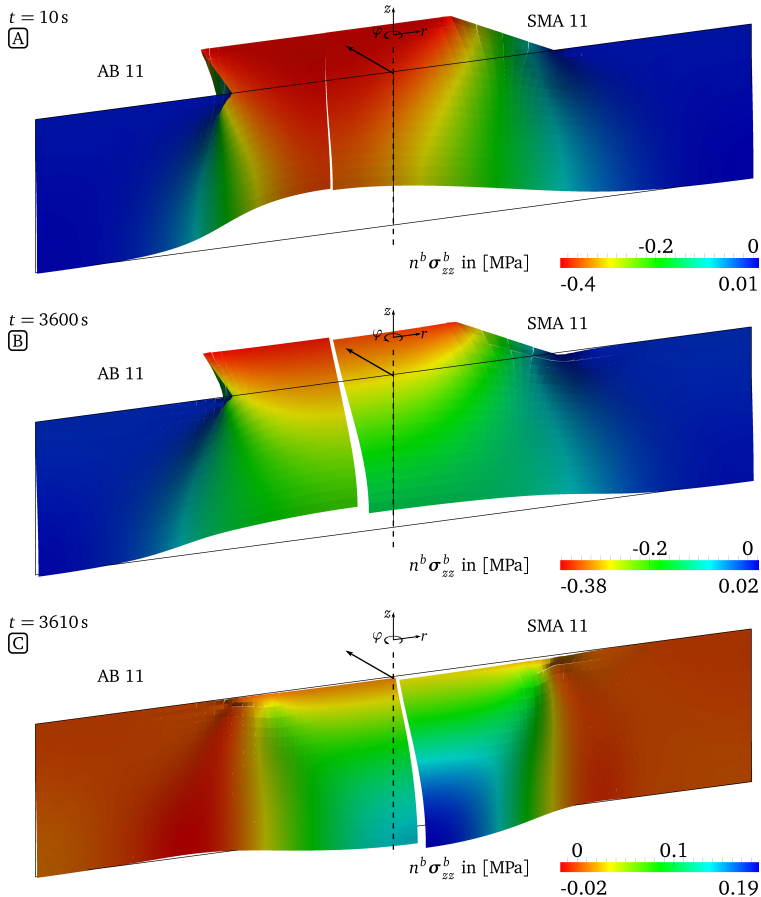 t = 10 s
A
z
φ r
SMA 11
AB 11
-0.2 0
n^b σ^b_zz in [MPa]
-0.4 0.01
t = 3600 s
B
z
φ r
SMA 11
AB 11
-0.2 0
n^b σ^b_zz in [MPa]
-0.38 0.02
t = 3610 s
C
z
φ r
SMA 11
AB 11
0 0.1
n^b σ^b_zz in [MPa]
-0.02 0.19